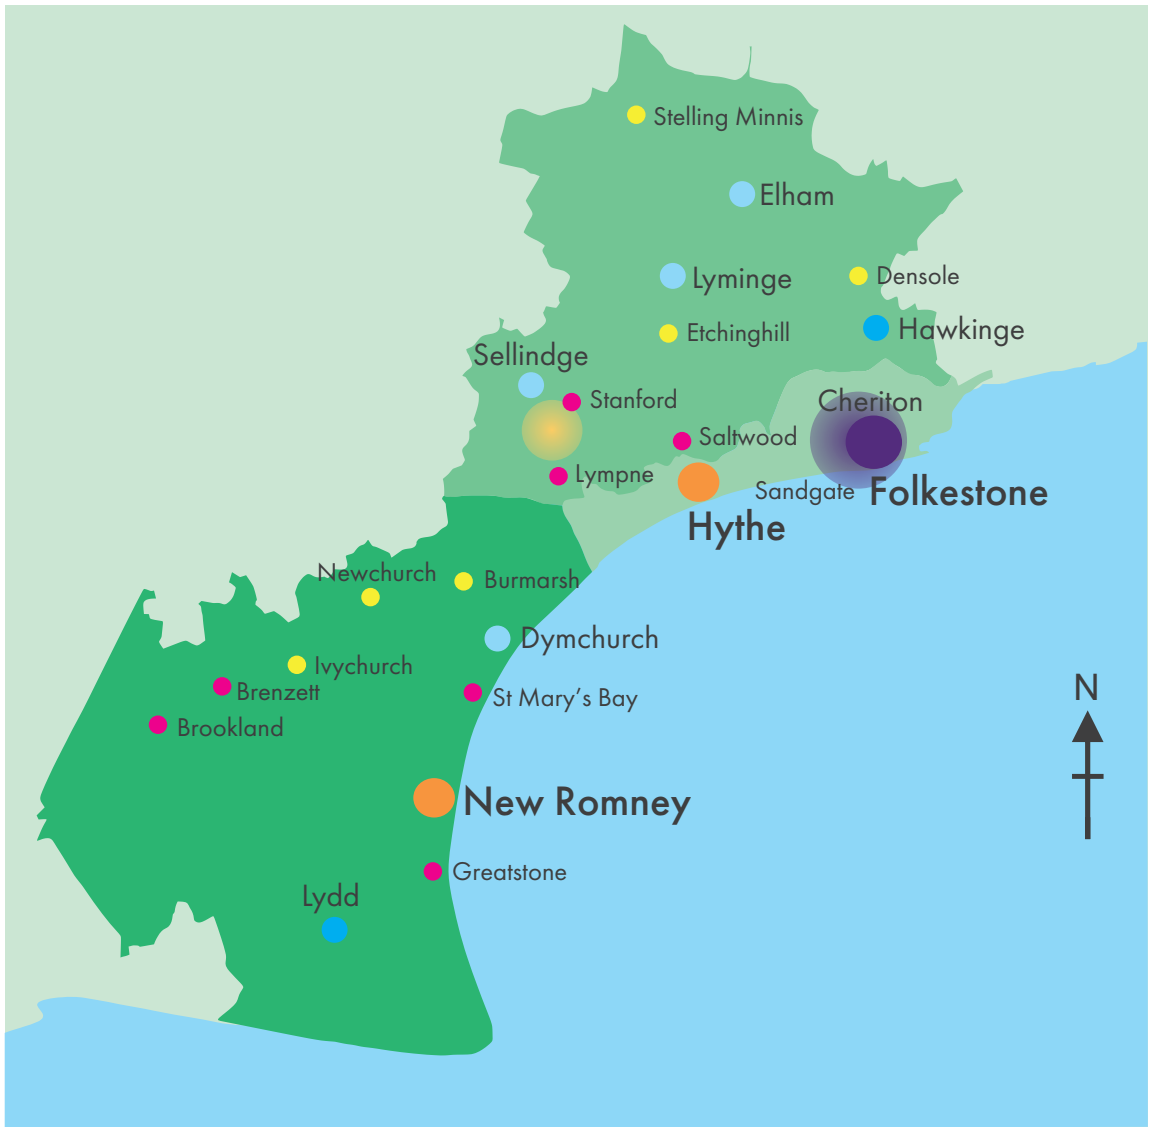 Stelling Minnis
Elham
Lyminge
Densole
Etchinghill
Hawkinge
Sellindge
Stanford
Cheriton
Saltwood
Lympne
Sandgate
Folkestone
Hythe
Newchurch
Burmarsh
Dymchurch
Ivychurch
Brenzett
St Mary's Bay
N
Brookland
New Romney
Greatstone
Lydd